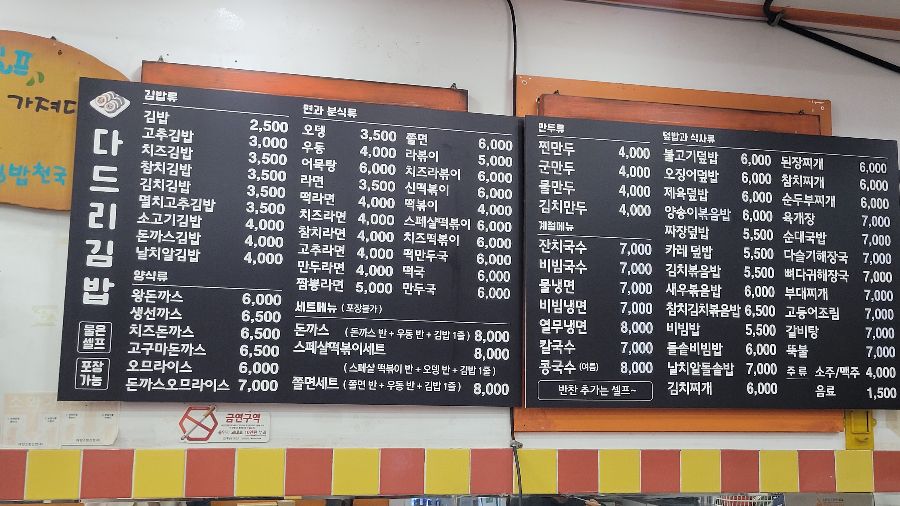 셀프
가져다
김밥천국
다드리김밥
물은
셀프
포장
가능
김밥류
김밥 2,500
고추김밥 3,000
치즈김밥 3,500
참치김밥 3,500
김치김밥 3,500
멸치고추김밥 3,500
소고기김밥 4,000
돈까스김밥 4,000
날치알김밥 4,000
양식류
왕돈까스 6,000
생선까스 6,500
치즈돈까스 6,500
고구마돈까스 6,500
오므라이스 6,000
돈까스오므라이스 7,000
면과 분식류
오뎅 3,500
우동 4,000
어묵탕 6,000
라면 3,500
떡라면 4,000
치즈라면 4,000
참치라면 4,000
고추라면 4,000
만두라면 4,000
짬뽕라면 5,000
쫄면 6,000
라볶이 5,000
치즈라볶이 6,000
신떡볶이 6,000
떡볶이 4,000
스페샬떡볶이 6,000
치즈떡볶이 6,000
떡만두국 6,000
떡국 6,000
만두국 6,000
세트메뉴 (포장불가)
돈까스 (돈까스 반 + 우동 반 + 김밥 1줄) 8,000
스페샬떡볶이세트 8,000
(스페샬 떡볶이 반 + 오뎅 반 + 김밥 1줄)
쫄면세트 (쫄면 반 + 우동 반 + 김밥 1줄) 8,000
만두류
찐만두 4,000
군만두 4,000
물만두 4,000
김치만두 4,000
계절메뉴
잔치국수 7,000
비빔국수 7,000
물냉면 7,000
비빔냉면 7,000
열무냉면 8,000
칼국수 7,000
콩국수 (여름) 8,000
반찬 추가는 셀프~
덮밥과 식사류
불고기덮밥 6,000
오징어덮밥 6,000
제육덮밥 6,000
양송이볶음밥 6,000
짜장덮밥 5,500
카레 덮밥 5,500
김치볶음밥 5,500
새우볶음밥 6,000
참치김치볶음밥 6,500
비빔밥 5,500
돌솥비빔밥 6,000
날치알돌솥밥 7,000
김치찌개 6,000
된장찌개 6,000
참치찌개 6,000
순두부찌개 6,000
육개장 7,000
순대국밥 7,000
다슬기해장국 7,000
뼈다귀해장국 7,000
부대찌개 7,000
고등어조림 7,000
갈비탕 7,000
뚝불 7,000
주류 소주/맥주 4,000
음료 1,500
금연구역